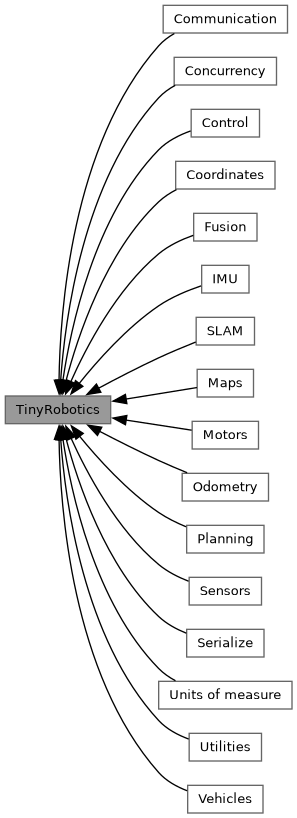 Communication
Concurrency
Control
Coordinates
Fusion
IMU
SLAM
Maps
TinyRobotics
Motors
Odometry
Planning
Sensors
Serialize
Units of measure
Utilities
Vehicles